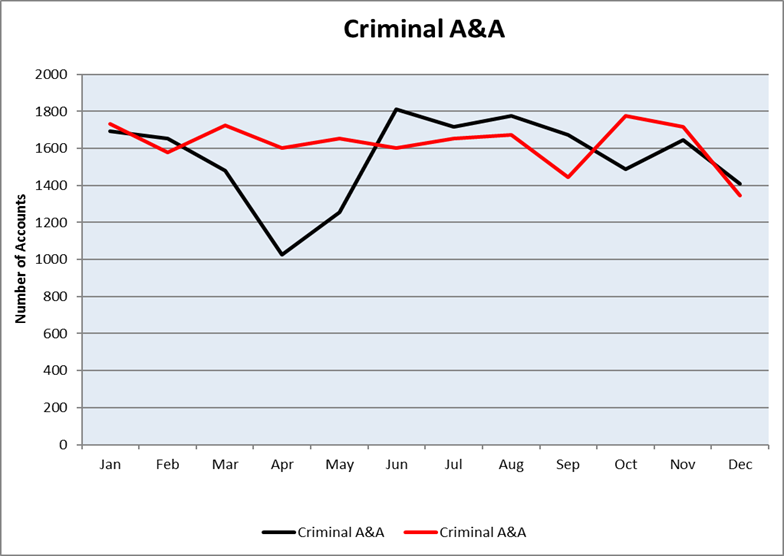 Criminal A&A
Number of Accounts
2000
1800
1600
1400
1200
1000
800
600
400
200
0
Jan Feb Mar Apr May Jun Jul Aug Sep Oct Nov Dec
Criminal A&A Criminal A&A